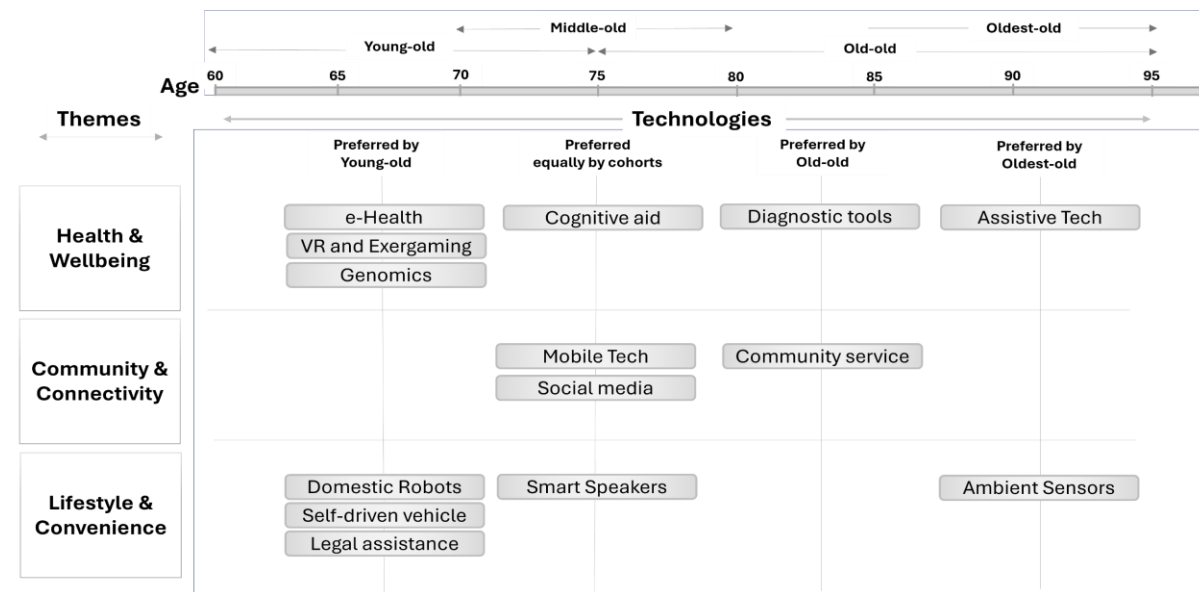 Middle-old
Oldest-old
Young-old
Old-old
Age
60 65 70 75 80 85 90 95
Themes
Technologies
Preferred by
Young-old
Preferred
equally by cohorts
Preferred by
Old-old
Preferred by
Oldest-old
Health &
Wellbeing
e-Health
VR and Exergaming
Genomics
Cognitive aid
Diagnostic tools
Assistive Tech
Community &
Connectivity
Mobile Tech
Social media
Community service
Lifestyle &
Convenience
Domestic Robots
Self-driven vehicle
Legal assistance
Smart Speakers
Ambient Sensors